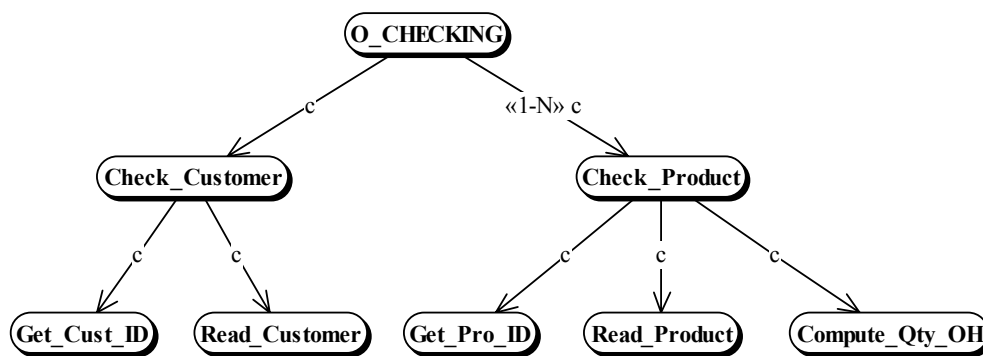 O_CHECKING
c
«1-N» c
Check_Customer
Check_Product
c
c
c
c
c
Get_Cust_ID
Read_Customer
Get_Pro_ID
Read_Product
Compute_Qty_OH